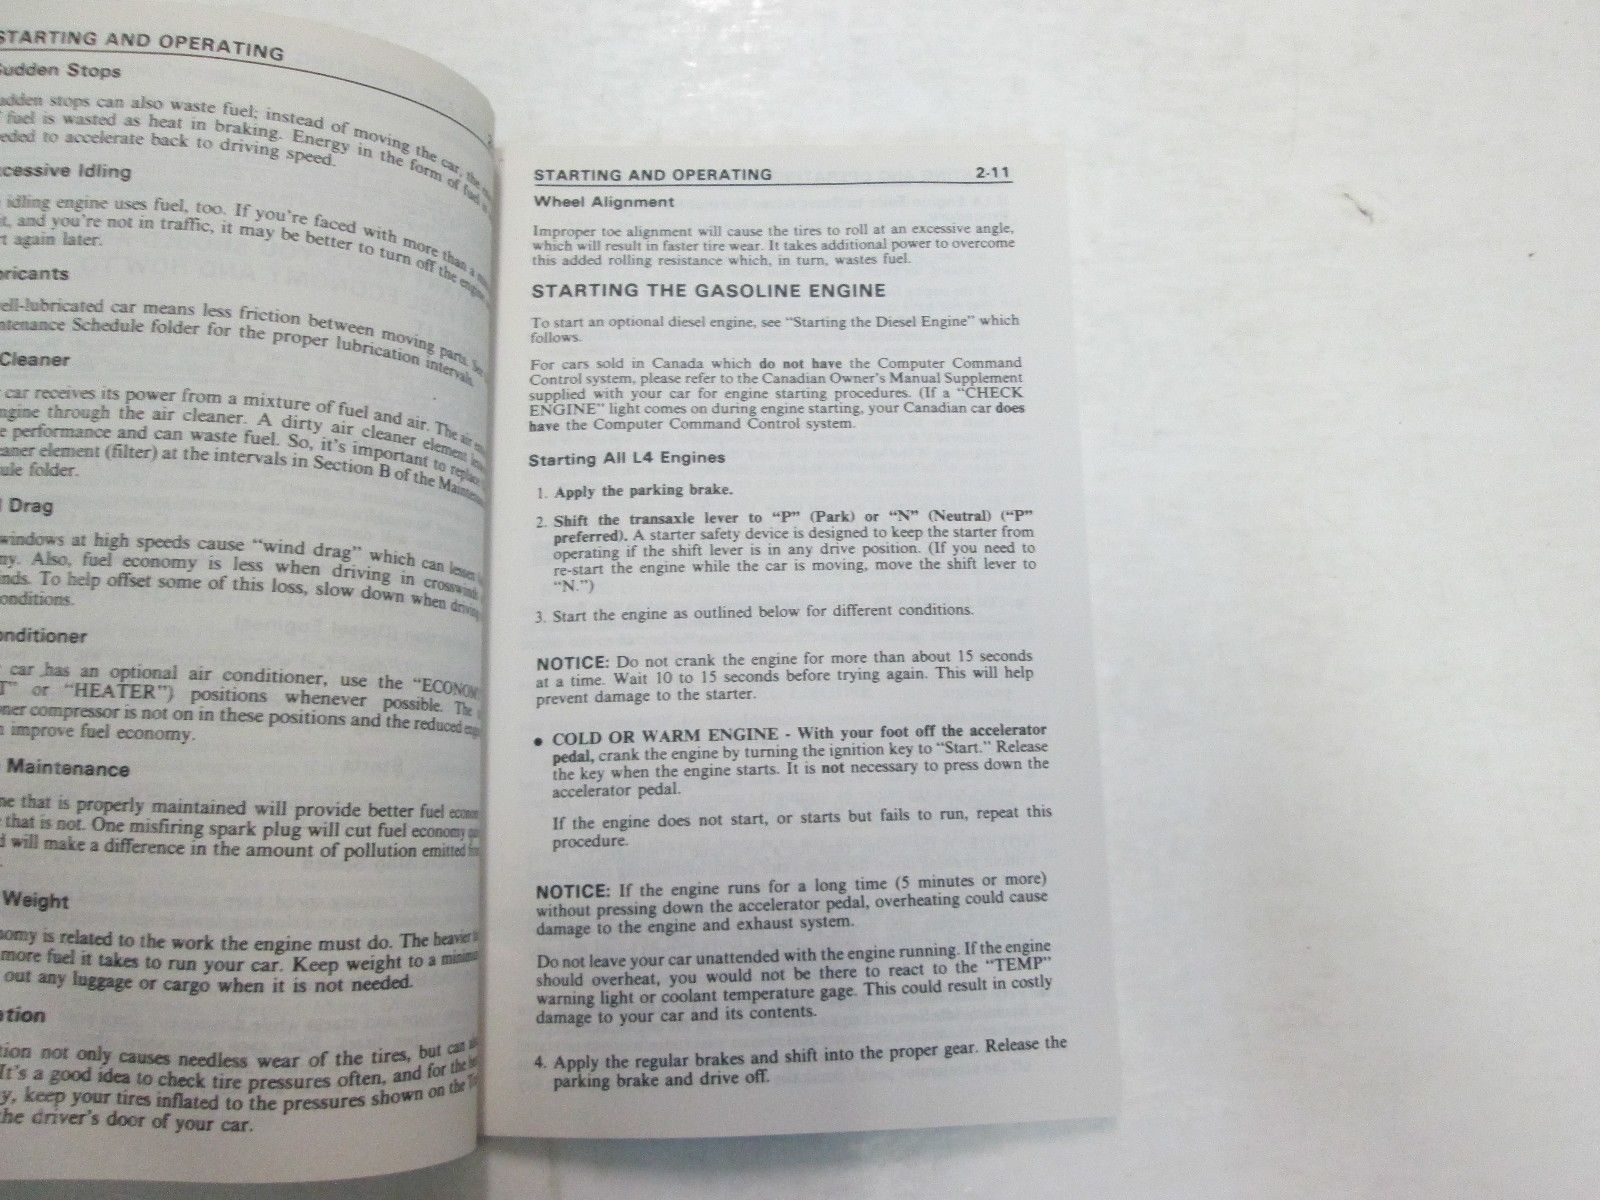 STARTING AND OPERATING
Sudden Stops
sudden stops can also waste fuel; instead of moving the car, the
fuel is wasted as heat in braking. Energy in the form of fuel is
needed to accelerate back to driving speed.
Excessive Idling
idling engine uses fuel, too. If you're faced with more than a
it, and you're not in traffic, it may be better to turn off the engine
again later.
Lubricants
well-lubricated car means less friction between moving parts. See
Maintenance Schedule folder for the proper lubrication intervals.
Cleaner
car receives its power from a mixture of fuel and air. The air
engine through the air cleaner. A dirty air cleaner element
performance and can waste fuel. So, it's important to replace
cleaner element (filter) at the intervals in Section B of the Maintenance
folder.
Drag
windows at high speeds cause "wind drag" which can lessen
Also, fuel economy is less when driving in crosswinds
To help offset some of this loss, slow down when driving
conditions.
Conditioner
car has an optional air conditioner, use the "ECONOMY
or "HEATER") positions whenever possible. The
compressor is not on in these positions and the reduced
improve fuel economy.
Maintenance
that is properly maintained will provide better fuel economy
that is not. One misfiring spark plug will cut fuel economy
will make a difference in the amount of pollution emitted from
Weight
economy is related to the work the engine must do. The heavier
more fuel it takes to run your car. Keep weight to a minimum
out any luggage or cargo when it is not needed.
not only causes needless wear of the tires, but can
It's a good idea to check tire pressures often, and for the
keep your tires inflated to the pressures shown on the
the driver's door of your car.
STARTING AND OPERATING 2-11
Wheel Alignment
Improper toe alignment will cause the tires to roll at an excessive angle,
which will result in faster tire wear. It takes additional power to overcome
this added rolling resistance which, in turn, wastes fuel.
STARTING THE GASOLINE ENGINE
To start an optional diesel engine, see "Starting the Diesel Engine" which
follows.
For cars sold in Canada which do not have the Computer Command
Control system, please refer to the Canadian Owner's Manual Supplement
supplied with your car for engine starting procedures. (If a "CHECK
ENGINE" light comes on during engine starting, your Canadian car does
have the Computer Command Control system.
Starting All L4 Engines
1. Apply the parking brake.
2. Shift the transaxle lever to "P" (Park) or "N" (Neutral) ("P"
preferred). A starter safety device is designed to keep the starter from
operating if the shift lever is in any drive position. (If you need to
re-start the engine while the car is moving, move the shift lever to
"N.")
3. Start the engine as outlined below for different conditions.
NOTICE: Do not crank the engine for more than about 15 seconds
at a time. Wait 10 to 15 seconds before trying again. This will help
prevent damage to the starter.
● COLD OR WARM ENGINE - With your foot off the accelerator
pedal, crank the engine by turning the ignition key to "Start." Release
the key when the engine starts. It is not necessary to press down the
accelerator pedal.
If the engine does not start, or starts but fails to run, repeat this
procedure.
NOTICE: If the engine runs for a long time (5 minutes or more)
without pressing down the accelerator pedal, overheating could cause
damage to the engine and exhaust system.
Do not leave your car unattended with the engine running. If the engine
should overheat, you would not be there to react to the "TEMP"
warning light or coolant temperature gage. This could result in costly
damage to your car and its contents.
4. Apply the regular brakes and shift into the proper gear. Release the
parking brake and drive off.